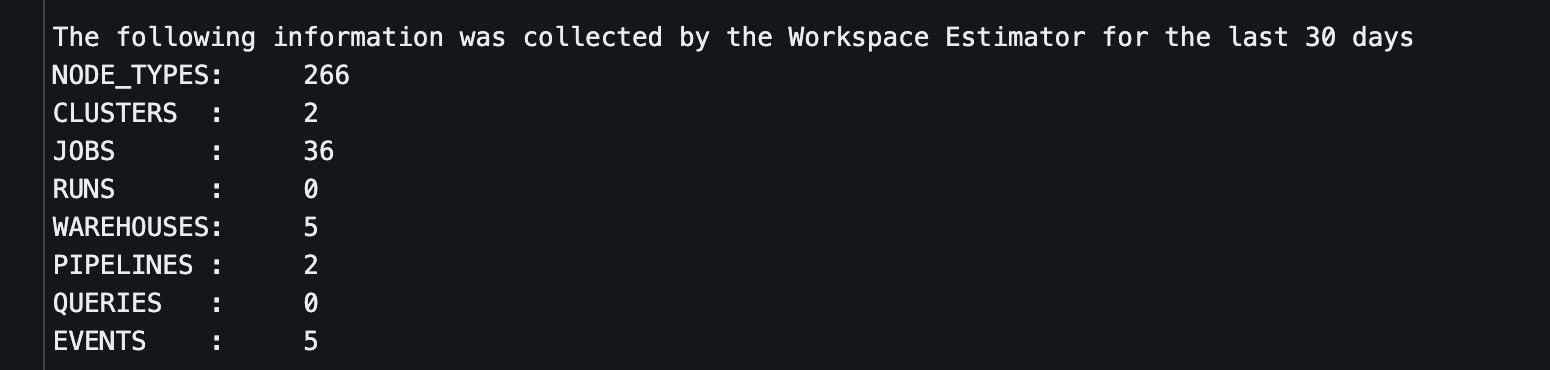 The following information was collected by the Workspace Estimator for the last 30 days
NODE_TYPES:     266
CLUSTERS  :     2
JOBS      :     36
RUNS      :     0
WAREHOUSES:     5
PIPELINES :     2
QUERIES   :     0
EVENTS    :     5